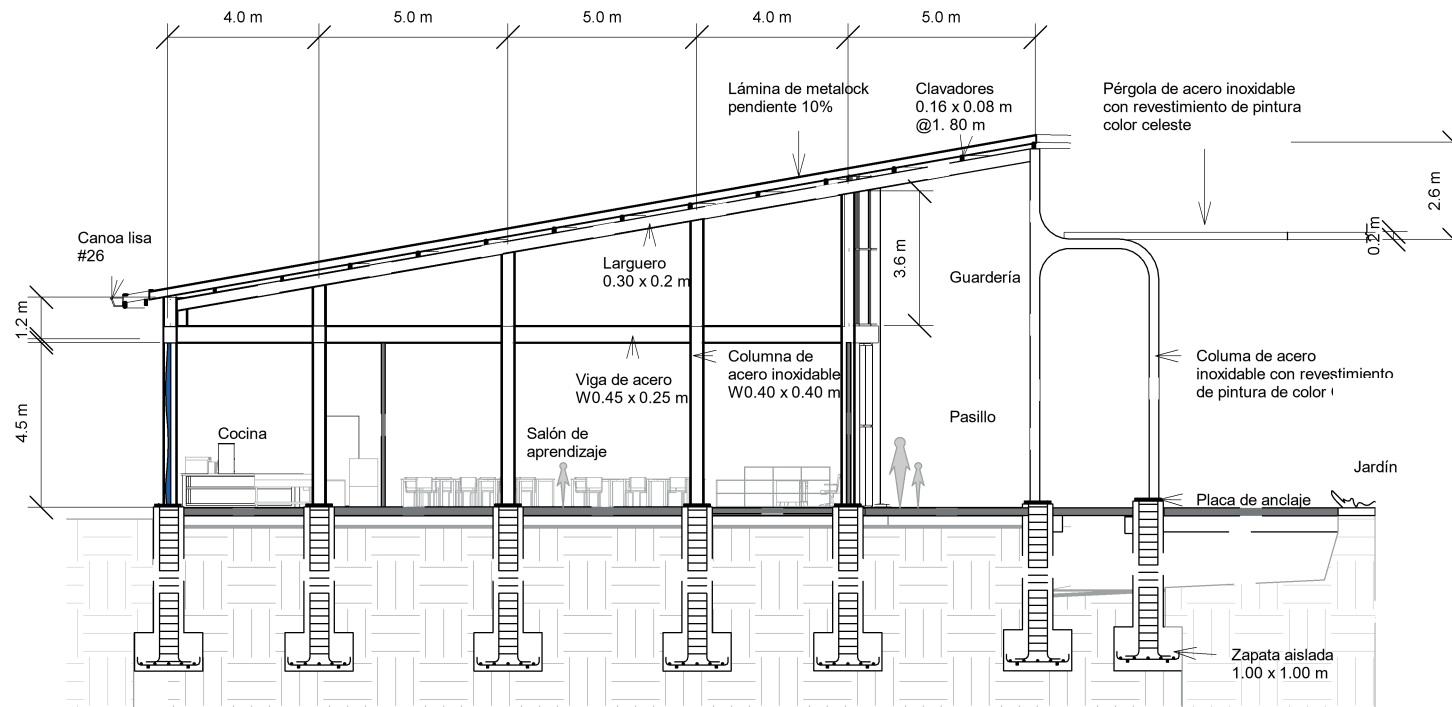 4.0 m
5.0 m
5.0 m
4.0 m
5.0 m
Lámina de metalock
pendiente 10%
Clavadores
0.16 x 0.08 m
@1. 80 m
Pérgola de acero inoxidable
con revestimiento de pintura
color celeste
2.6 m
0.2 m
Canoa lisa
#26
Larguero
0.30 x 0.2 m
3.6 m
Guardería
1.2 m
Viga de acero
W0.45 x 0.25 m
Columna de
acero inoxidable
W0.40 x 0.40 m
Columa de acero
inoxidable con revestimiento
de pintura de color
4.5 m
Cocina
Salón de
aprendizaje
Pasillo
Jardín
Placa de anclaje
Zapata aislada
1.00 x 1.00 m